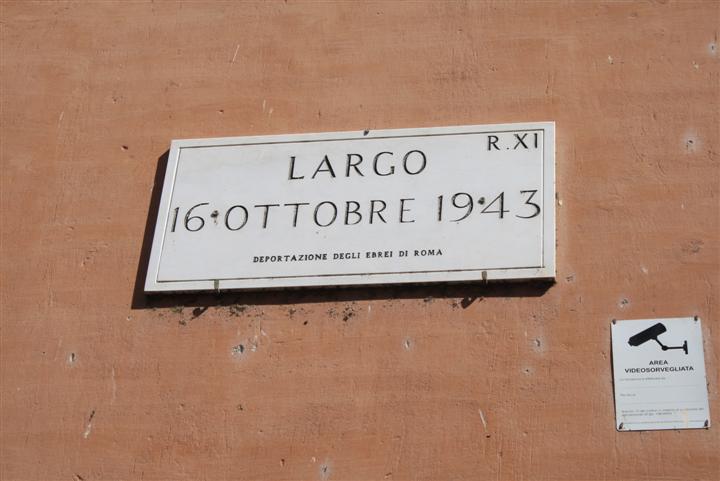 R.XI
LARGO
16 OTTOBRE 1943
DEPORTAZIONE DEGLI EBREI DI ROMA
AREA
VIDEOSORVEGLIATA